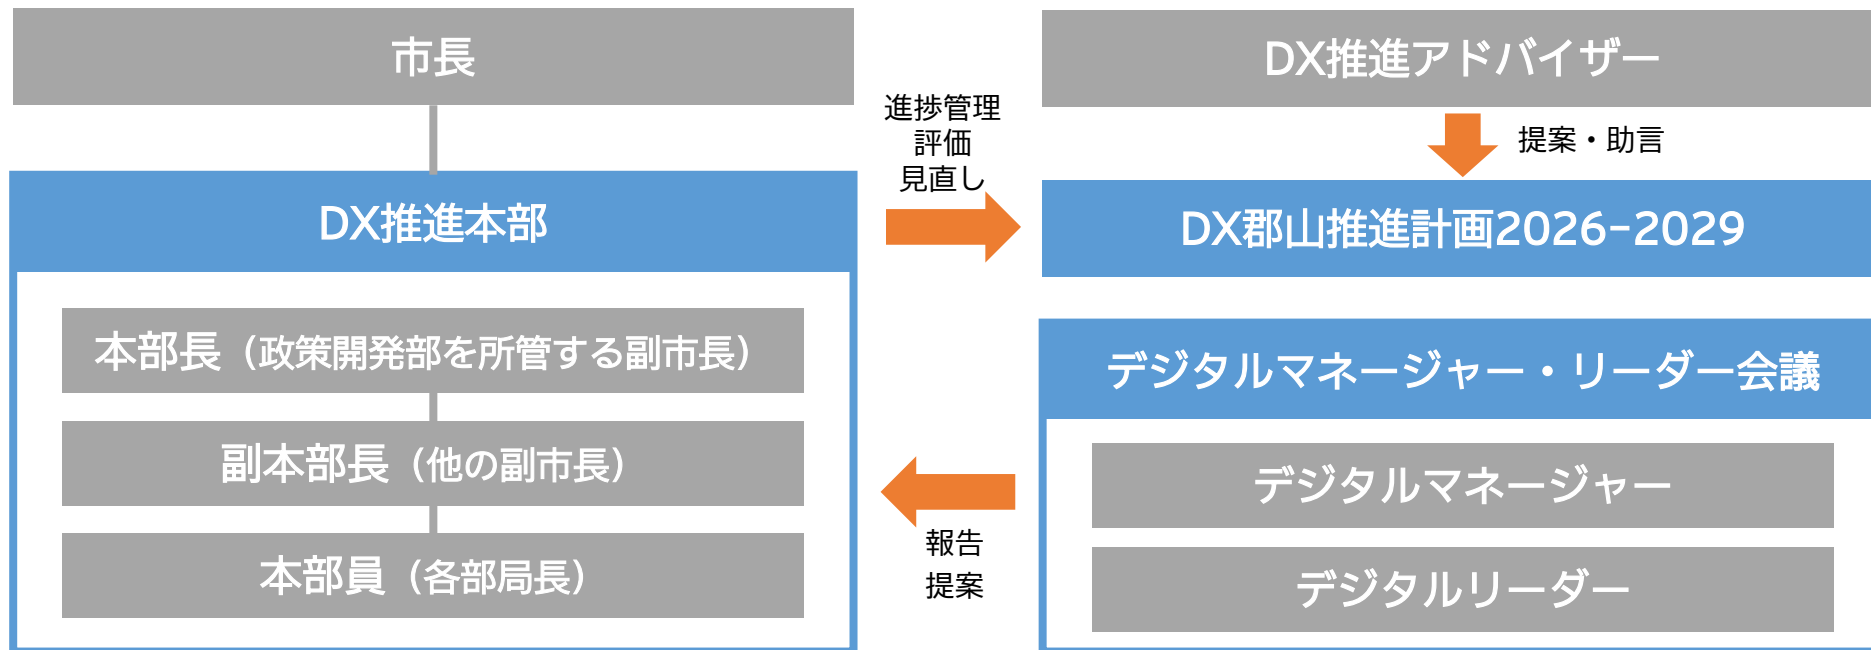 市長
DX推進本部
本部長（政策開発部を所管する副市長）
副本部長（他の副市長）
本部員（各部局長）
進捗管理
評価
見直し
報告
提案
DX推進アドバイザー
提案・助言
DX郡山推進計画2026-2029
デジタルマネージャー・リーダー会議
デジタルマネージャー
デジタルリーダー